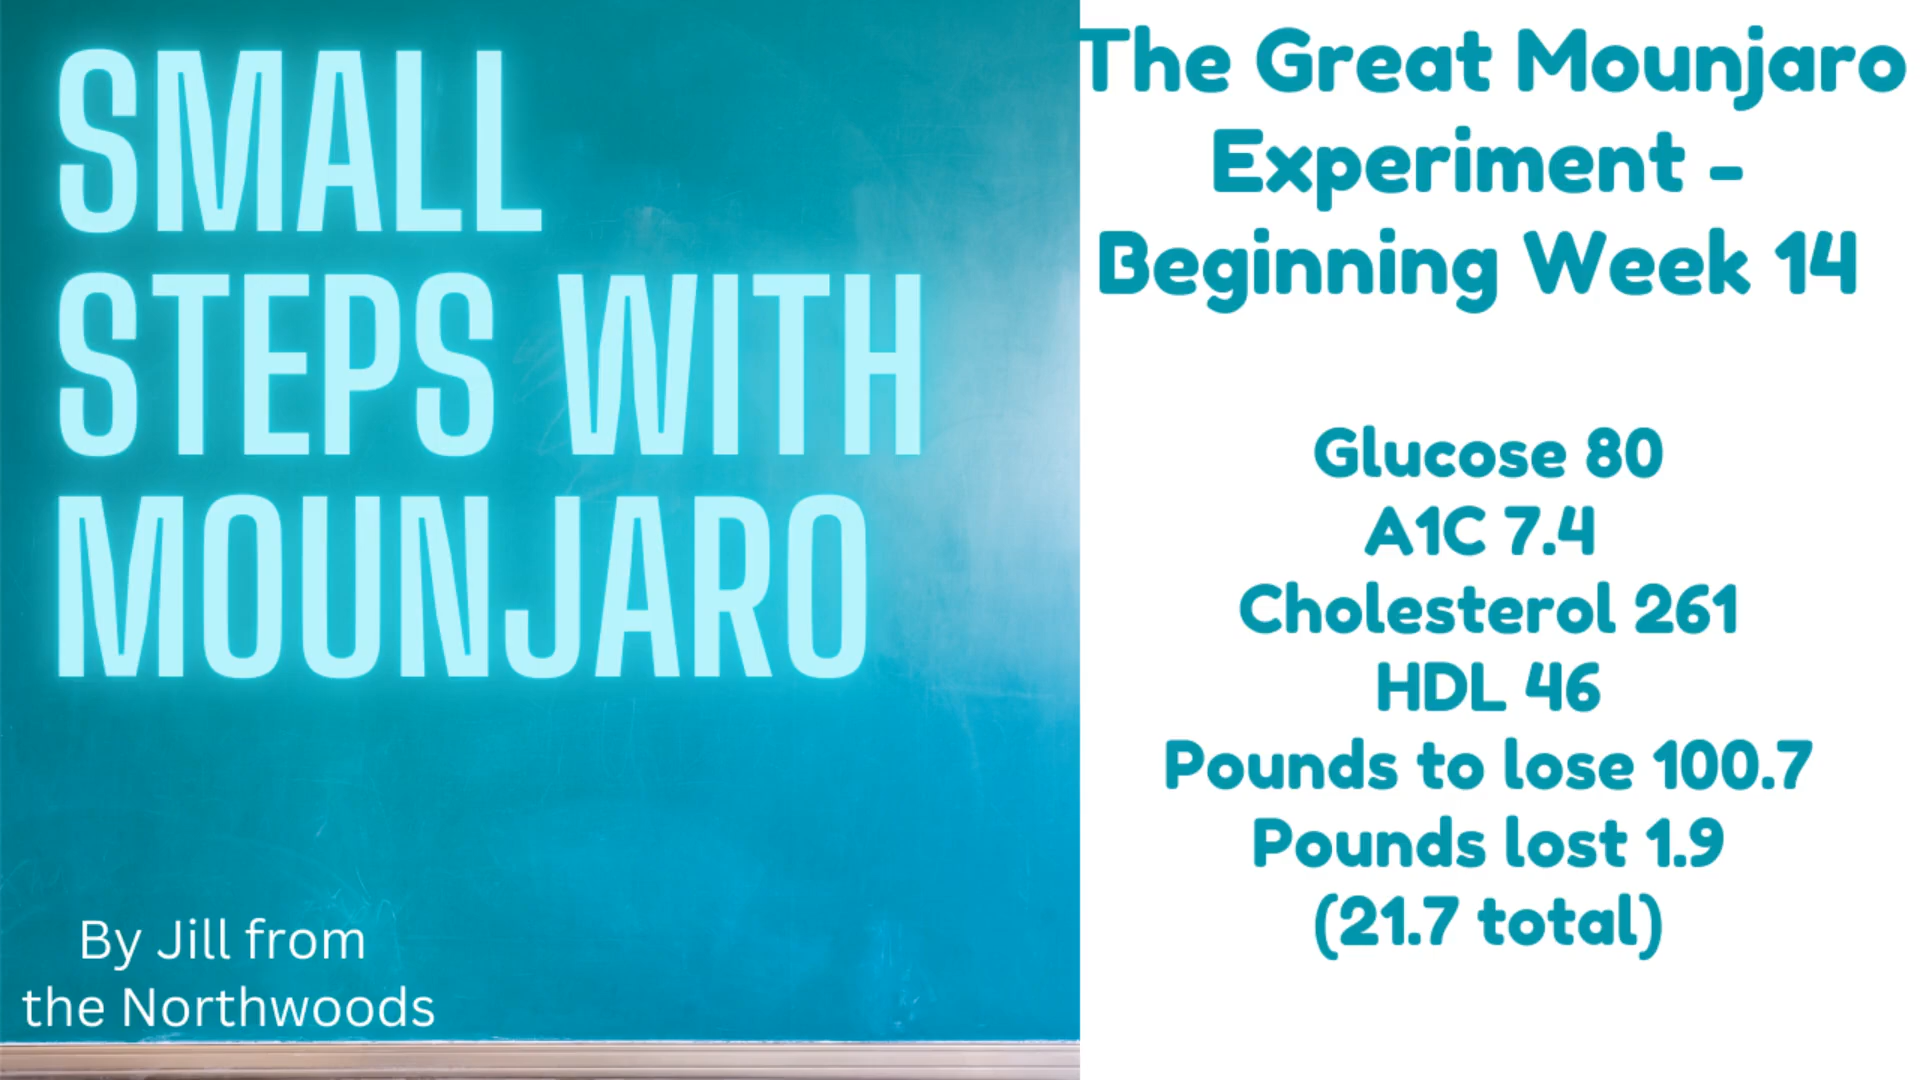 SMALL
STEPS WITH
MOUNJARO
By Jill from
the Northwoods
The Great Mounjaro
Experiment -
Beginning Week 14
Glucose 80
A1C 7.4
Cholesterol 261
HDL 46
Pounds to lose 100.7
Pounds lost 1.9
(21.7 total)